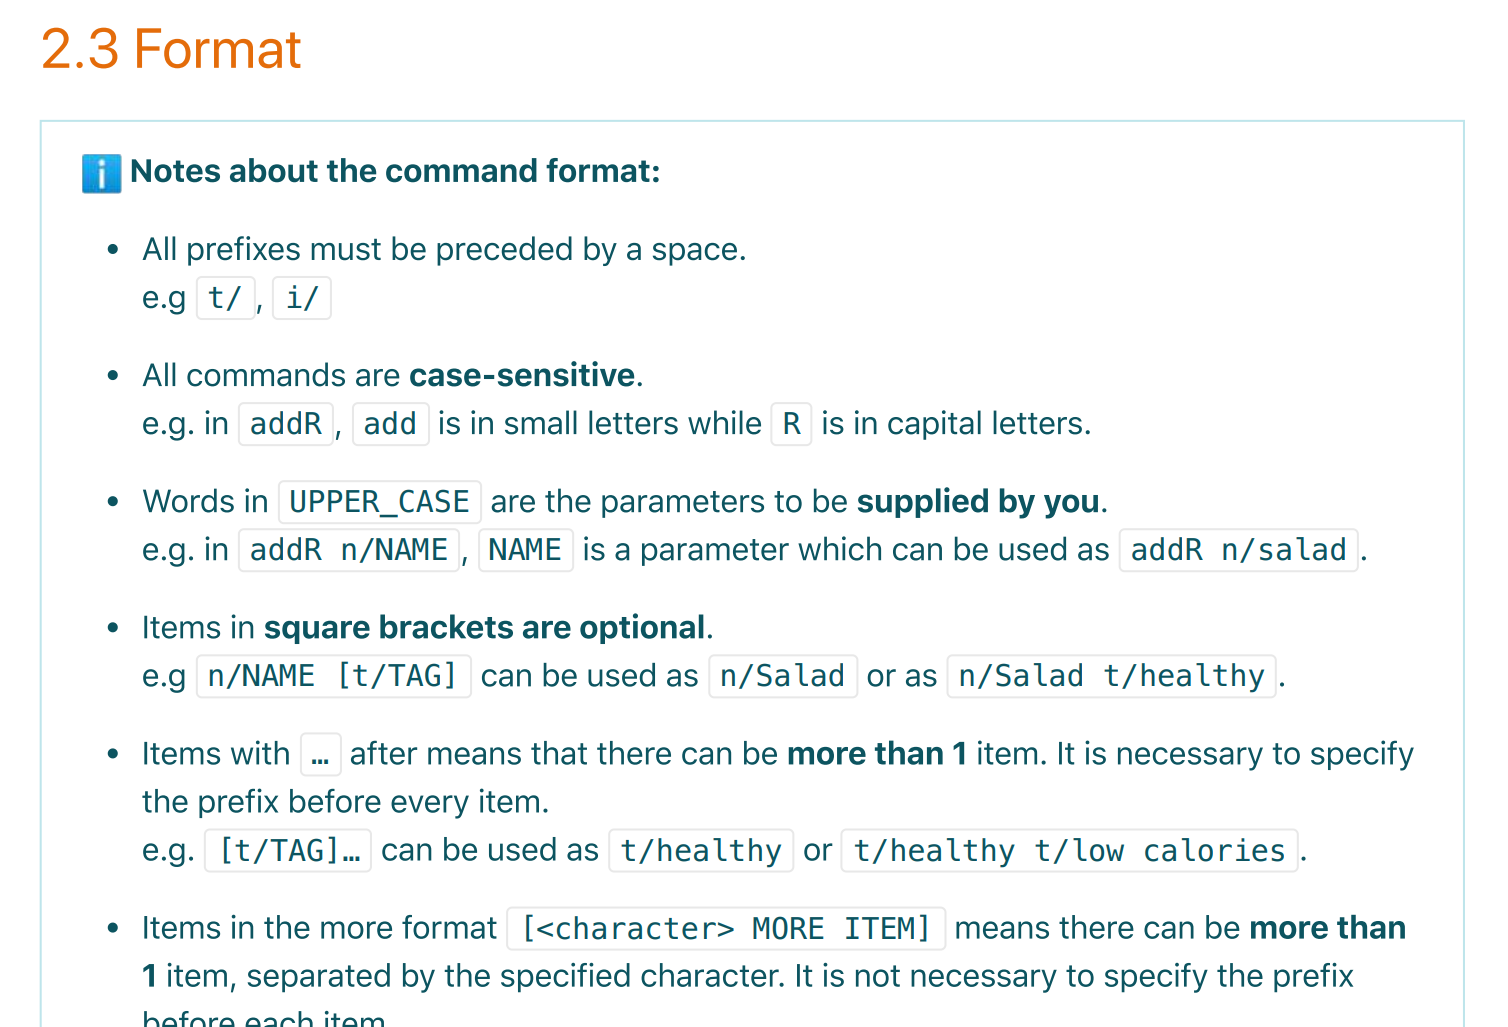 2.3 Format
ℹ️ Notes about the command format:
• All prefixes must be preceded by a space.
e.g t/, i/
• All commands are case-sensitive.
e.g. in addR, add is in small letters while R is in capital letters.
• Words in UPPER_CASE are the parameters to be supplied by you.
e.g. in addR n/NAME, NAME is a parameter which can be used as addR n/salad.
• Items in square brackets are optional.
e.g n/NAME [t/TAG] can be used as n/Salad or as n/Salad t/healthy.
• Items with … after means that there can be more than 1 item. It is necessary to specify
the prefix before every item.
e.g. [t/TAG]… can be used as t/healthy or t/healthy t/low calories.
• Items in the more format [<character> MORE ITEM] means there can be more than
1 item, separated by the specified character. It is not necessary to specify the prefix
before each item